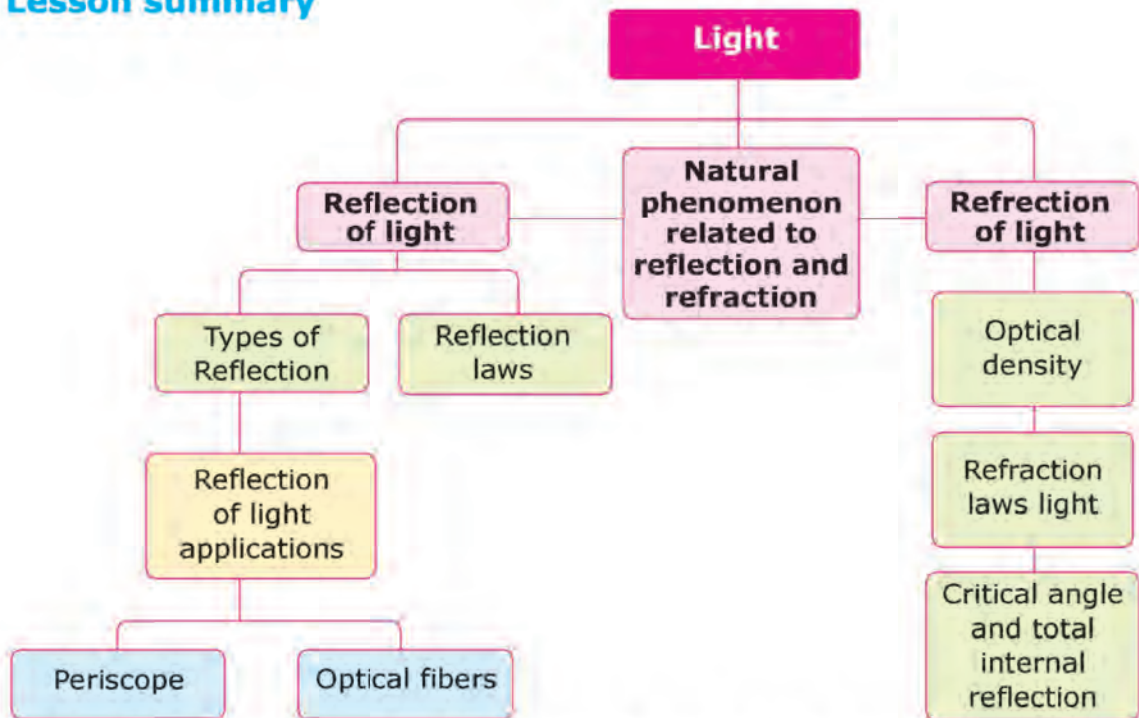 Lesson summary
Light
Reflection
of light
Natural
phenomenon
related to
reflection and
refraction
Refrection
of light
Types of
Reflection
Reflection
laws
Optical
density
Reflection
of light
applications
Refraction
laws light
Periscope
Optical fibers
Critical angle
and total
internal
reflection